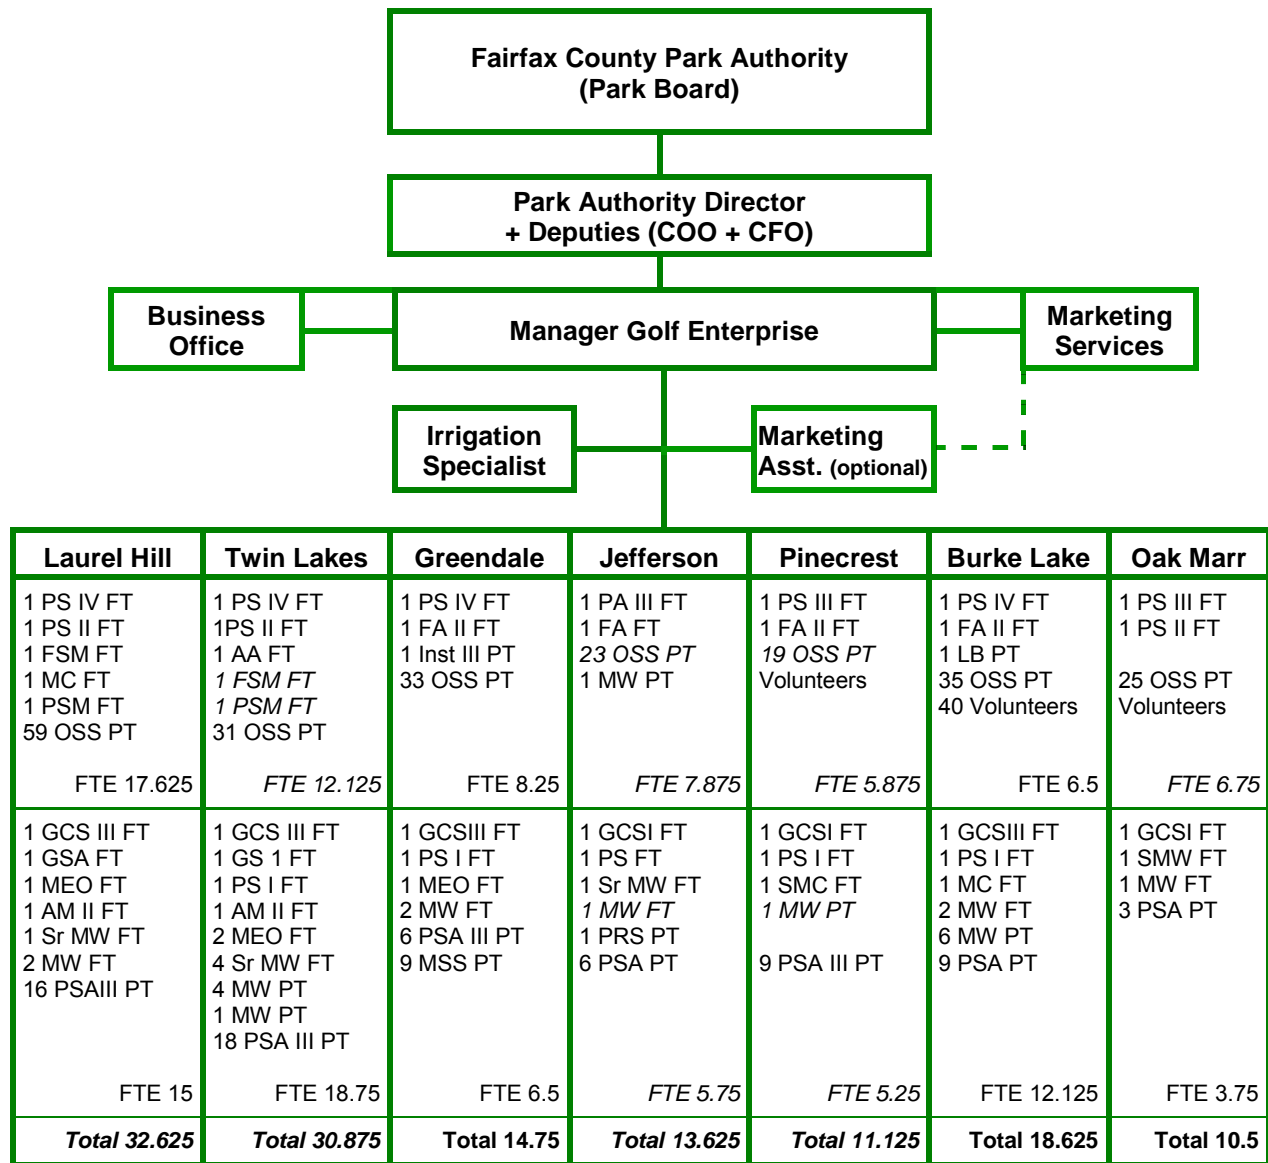 Fairfax County Park Authority
(Park Board)
Park Authority Director
+ Deputies (COO + CFO)
Business
Office
Manager Golf Enterprise
Marketing
Services
Irrigation
Specialist
Marketing
Asst. (optional)
Laurel Hill
1 PS IV FT
1 PS II FT
1 FSM FT
1 MC FT
1 PSM FT
59 OSS PT
FTE 17.625
1 GCS III FT
1 GSA FT
1 MEO FT
1 AM II FT
1 Sr MW FT
2 MW FT
16 PSAIII PT
FTE 15
Total 32.625
Twin Lakes
1 PS IV FT
1PS II FT
1 AA FT
1 FSM FT
1 PSM FT
31 OSS PT
FTE 12.125
1 GCS III FT
1 GS 1 FT
1 PS I FT
1 AM II FT
2 MEO FT
4 Sr MW FT
4 MW PT
1 MW PT
18 PSA III PT
FTE 18.75
Total 30.875
Greendale
1 PS IV FT
1 FA II FT
1 Inst III PT
33 OSS PT
FTE 8.25
1 GCSIII FT
1 PS I FT
1 MEO FT
2 MW FT
6 PSA III PT
9 MSS PT
FTE 6.5
Total 14.75
Jefferson
1 PA III FT
1 FA FT
23 OSS PT
1 MW PT
FTE 7.875
1 GCSI FT
1 PS FT
1 Sr MW FT
1 MW FT
1 PRS PT
6 PSA PT
FTE 5.75
Total 13.625
Pinecrest
1 PS III FT
1 FA II FT
19 OSS PT
Volunteers
FTE 5.875
1 GCSI FT
1 PS I FT
1 SMC FT
1 MW PT
9 PSA III PT
FTE 5.25
Total 11.125
Burke Lake
1 PS IV FT
1 FA II FT
1 LB PT
35 OSS PT
40 Volunteers
FTE 6.5
1 GCSIII FT
1 PS I FT
1 MC FT
2 MW FT
6 MW PT
9 PSA PT
FTE 12.125
Total 18.625
Oak Marr
1 PS III FT
1 PS II FT
25 OSS PT
Volunteers
FTE 6.75
1 GCSI FT
1 SMW FT
1 MW FT
3 PSA PT
FTE 3.75
Total 10.5